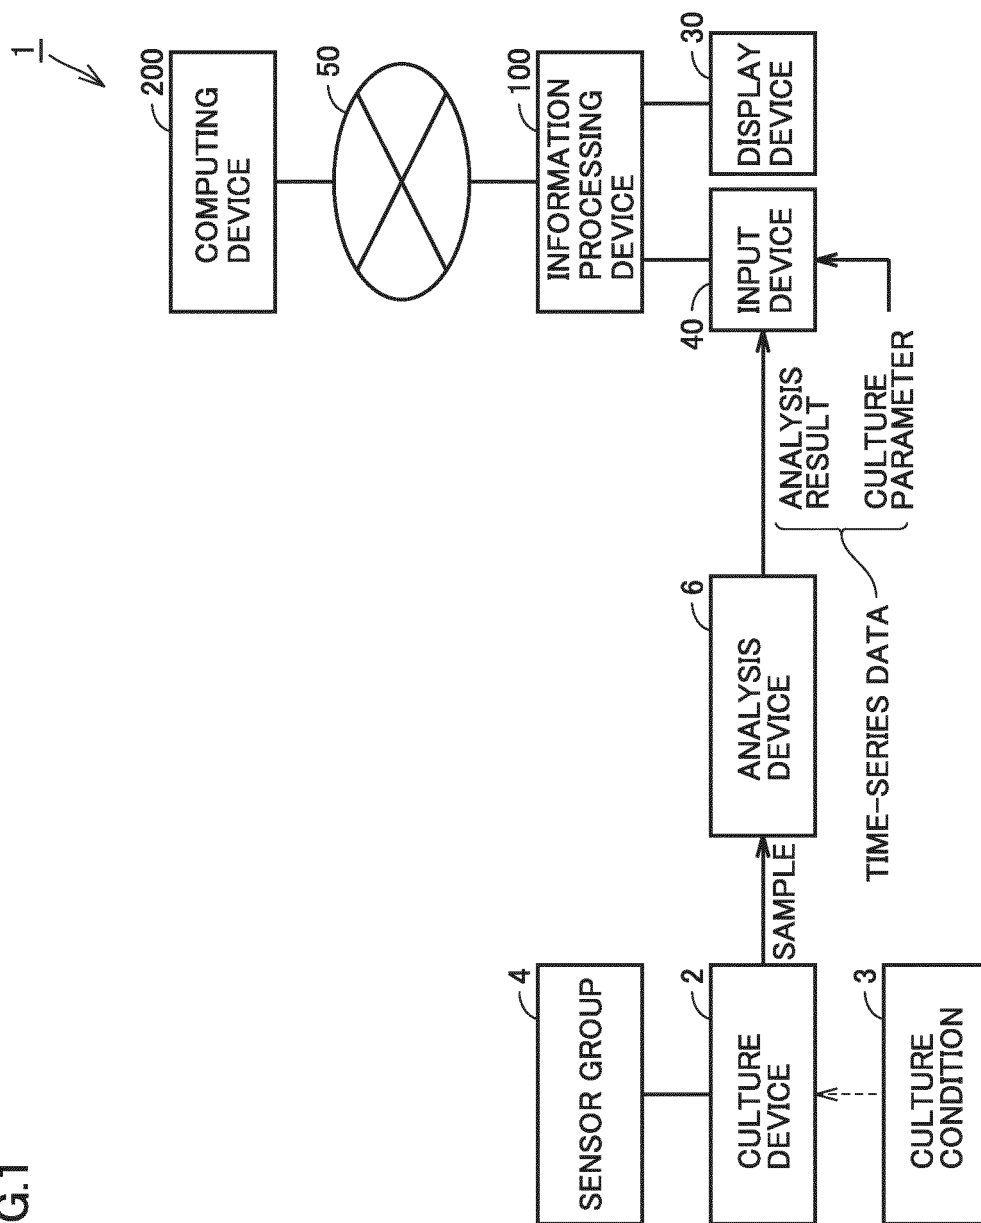 G.1
1
200
COMPUTING
DEVICE
50
100
INFORMATION
PROCESSING
DEVICE
30
DISPLAY
DEVICE
40
INPUT
DEVICE
ANALYSIS
RESULT
CULTURE
PARAMETER
TIME-SERIES DATA
6
ANALYSIS
DEVICE
SAMPLE
4
SENSOR GROUP
2
CULTURE
DEVICE
3
CULTURE
CONDITION